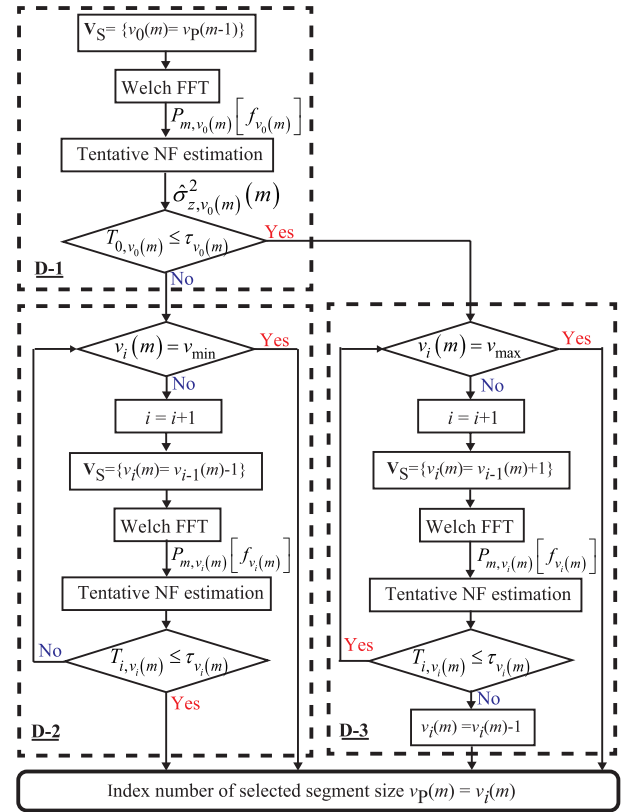 V_S= {v_0(m)= v_P(m-1)}
Welch FFT
P_{m,v_0(m)}[f_{v_0(m)}]
Tentative NF estimation
σ̂²_{z,v_0(m)}(m)
T_{0,v_0(m)} ≤ τ_{v_0(m)}
Yes
D-1
No
v_i(m) = v_min
Yes
No
i = i+1
V_S={v_i(m)= v_{i-1}(m)-1}
Welch FFT
P_{m,v_i(m)}[f_{v_i(m)}]
Tentative NF estimation
No
T_{i,v_i(m)} ≤ τ_{v_i(m)}
Yes
D-2
v_i(m) = v_max
Yes
No
i = i+1
V_S={v_i(m)= v_{i-1}(m)+1}
Welch FFT
P_{m,v_i(m)}[f_{v_i(m)}]
Tentative NF estimation
Yes
T_{i,v_i(m)} ≤ τ_{v_i(m)}
No
v_i(m) =v_i(m)-1
D-3
Index number of selected segment size v_P(m) = v_i(m)